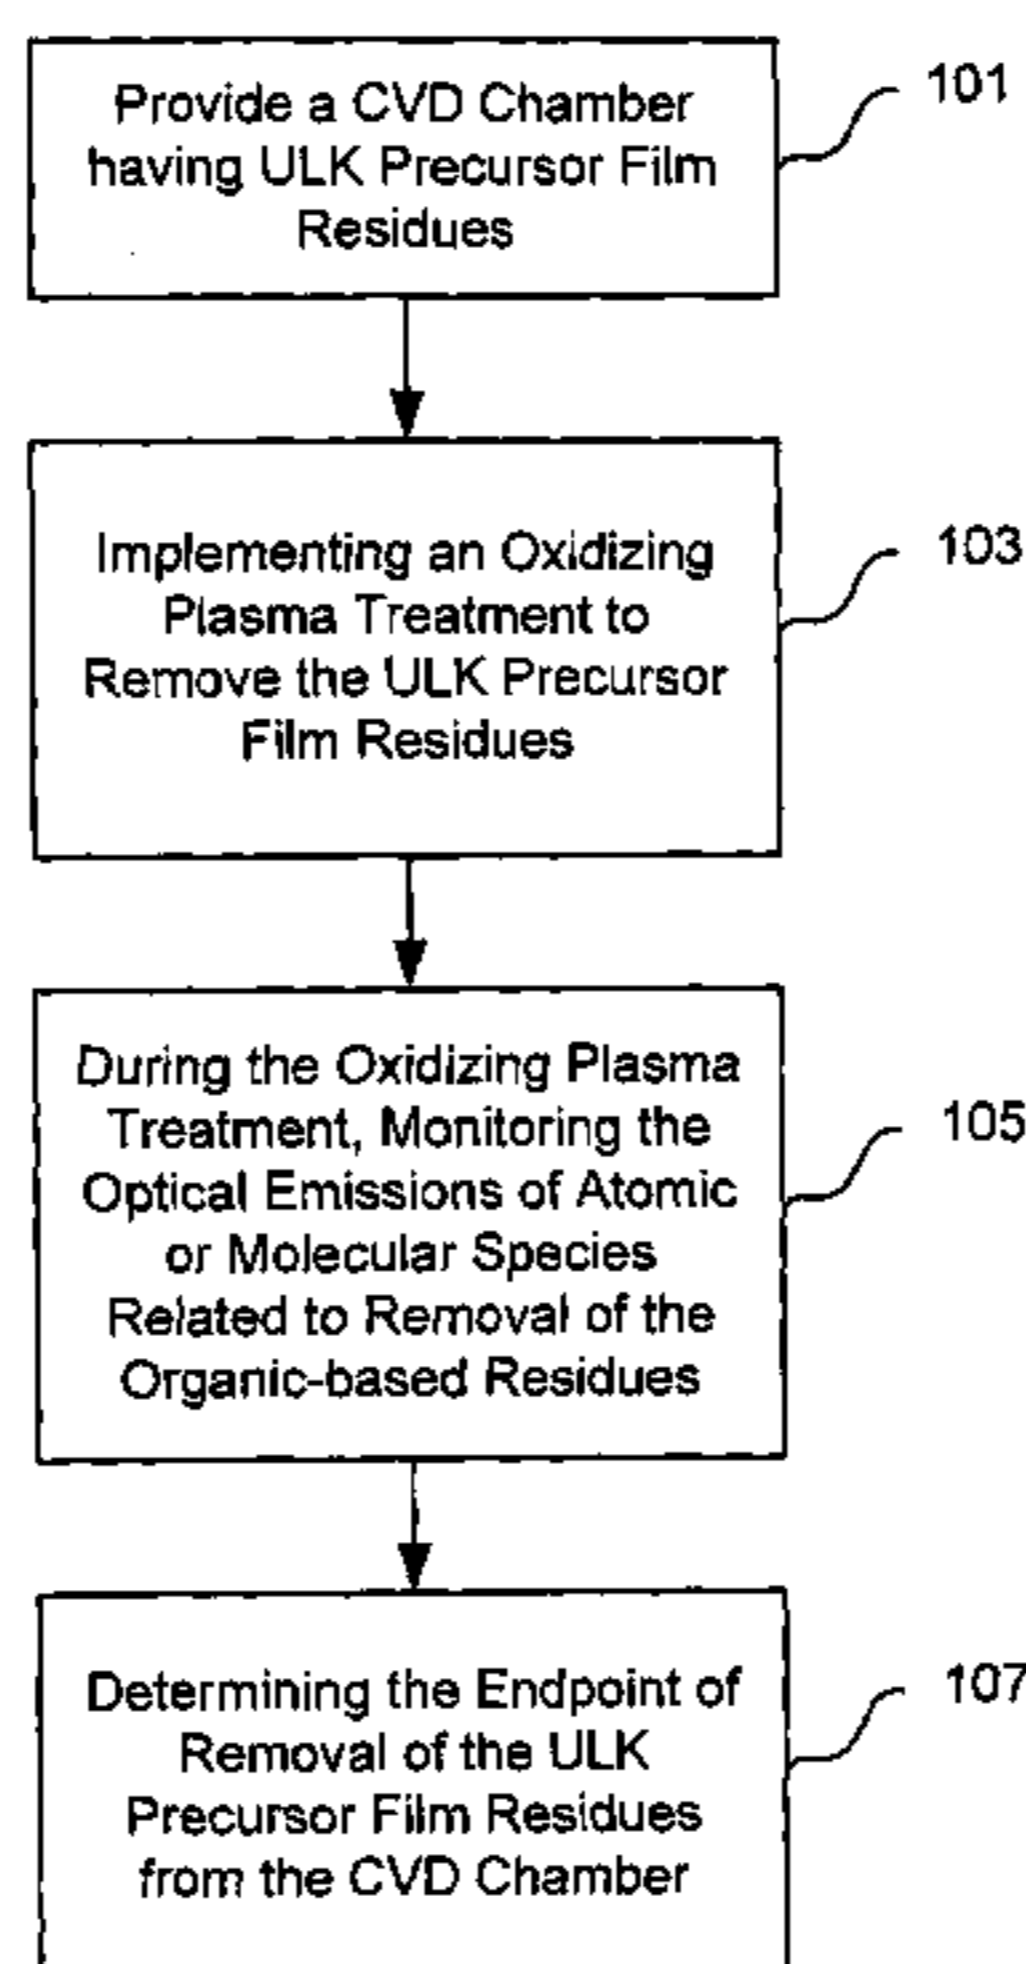 Provide a CVD Chamber
having ULK Precursor Film
Residues
101
Implementing an Oxidizing
Plasma Treatment to
Remove the ULK Precursor
Film Residues
103
During the Oxidizing Plasma
Treatment, Monitoring the
Optical Emissions of Atomic
or Molecular Species
Related to Removal of the
Organic-based Residues
105
Determining the Endpoint of
Removal of the ULK
Precursor Film Residues
from the CVD Chamber
107